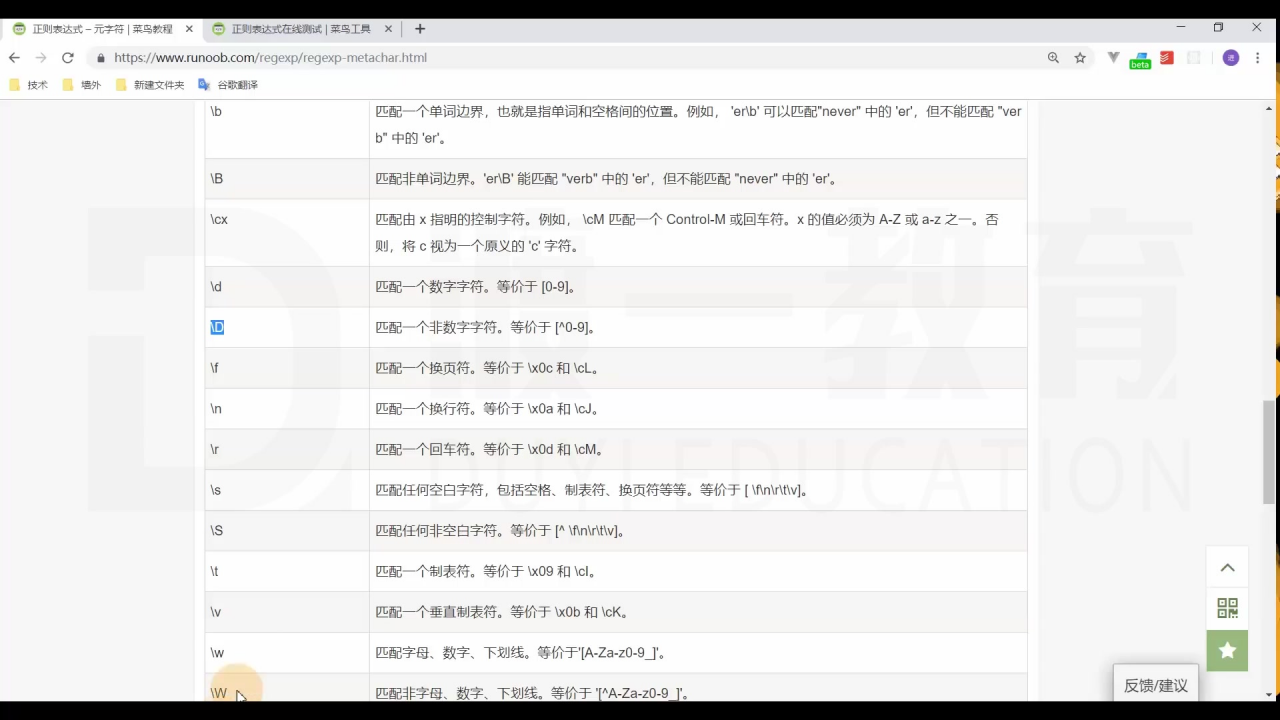 正则表达式 – 元字符 | 菜鸟教程
正则表达式在线测试 | 菜鸟工具
https://www.runoob.com/regexp/regexp-metachar.html
beta
进
技术
墙外
新建文件夹
谷歌翻译
\b
匹配一个单词边界，也就是指单词和空格间的位置。例如， 'er\b' 可以匹配"never" 中的 'er'，但不能匹配 "ver
b" 中的 'er'。
\B
匹配非单词边界。'er\B' 能匹配 "verb" 中的 'er'，但不能匹配 "never" 中的 'er'。
\cx
匹配由 x 指明的控制字符。例如， \cM 匹配一个 Control-M 或回车符。x 的值必须为 A-Z 或 a-z 之一。否
则，将 c 视为一个原义的 'c' 字符。
\d
匹配一个数字字符。等价于 [0-9]。
\D
匹配一个非数字字符。等价于 [^0-9]。
\f
匹配一个换页符。等价于 \x0c 和 \cL。
\n
匹配一个换行符。等价于 \x0a 和 \cJ。
\r
匹配一个回车符。等价于 \x0d 和 \cM。
\s
匹配任何空白字符，包括空格、制表符、换页符等等。等价于 [ \f\n\r\t\v]。
\S
匹配任何非空白字符。等价于 [^ \f\n\r\t\v]。
\t
匹配一个制表符。等价于 \x09 和 \cI。
\v
匹配一个垂直制表符。等价于 \x0b 和 \cK。
\w
匹配字母、数字、下划线。等价于'[A-Za-z0-9_]'。
\W
匹配非字母、数字、下划线。等价于 '[^A-Za-z0-9_]'。
反馈/建议
一教育
EDUCATION